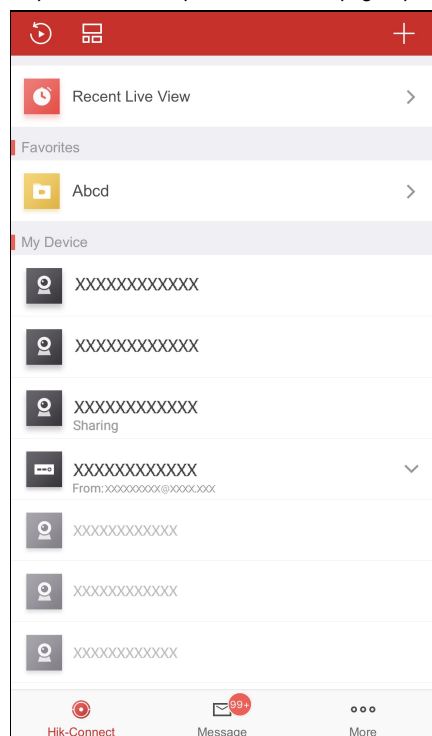 Recent Live View
Favorites
Abcd
My Device
XXXXXXXXXXXX
XXXXXXXXXXXX
XXXXXXXXXXXX
Sharing
XXXXXXXXXXXX
From:XXXXXXXXX@XXXX.XXX
XXXXXXXXXXXX
XXXXXXXXXXXX
XXXXXXXXXXXX
99+
Hik-Connect
Message
More